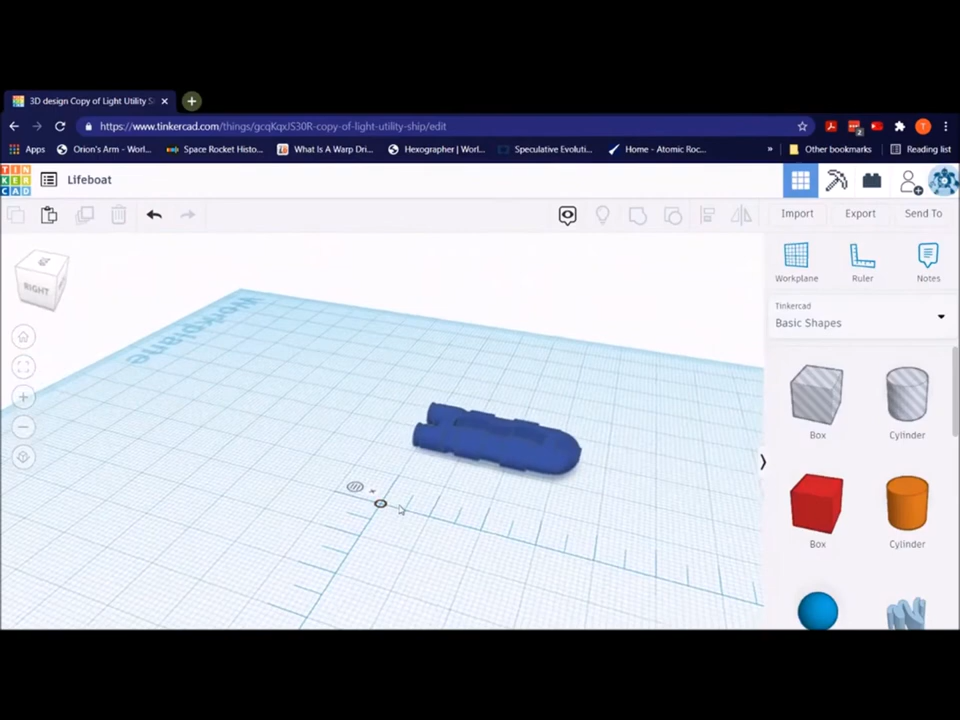 3D design Copy of Light Utility S
https://www.tinkercad.com/things/gcqKqxJS30R-copy-of-light-utility-ship/edit
Apps Orion's Arm - Worl... Space Rocket Histo... What Is A Warp Dri... Hexographer | Worl... Speculative Evoluti... Home - Atomic Roc... » Other bookmarks Reading list
TIN
KER
CAD
Lifeboat
Import Export Send To
RIGHT
Workplane Ruler Notes
Workplane
Tinkercad
Basic Shapes
Box Cylinder
Box Cylinder